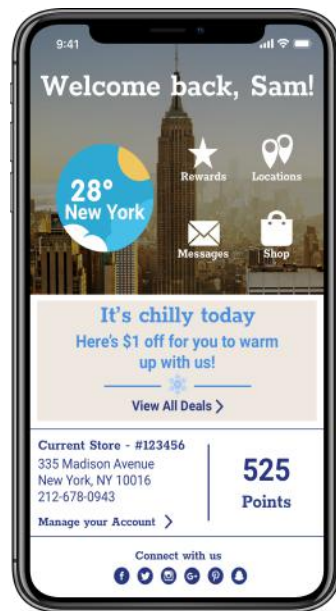 9:41
Welcome back, Sam!
28°
New York
Rewards
Locations
Messages
Shop
It's chilly today
Here's $1 off for you to warm
up with us!
View All Deals >
Current Store - #123456
335 Madison Avenue
New York, NY 10016
212-678-0943
Manage your Account >
525
Points
Connect with us